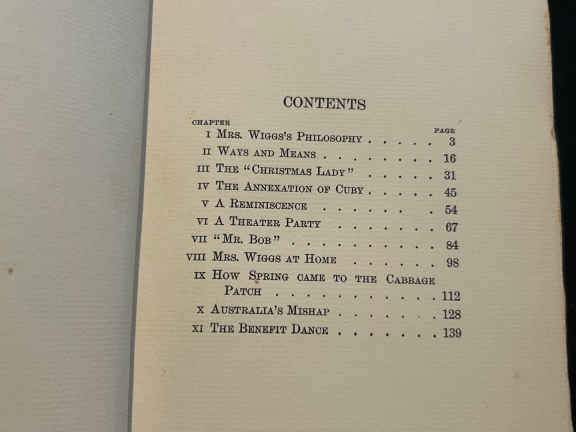 CONTENTS
CHAPTER PAGE
I MRS. WIGGS'S PHILOSOPHY . . . . . 3
II WAYS AND MEANS . . . . . . . . 16
III THE "CHRISTMAS LADY" . . . . . . 31
IV THE ANNEXATION OF CUBY . . . . . 45
V A REMINISCENCE . . . . . . . . 54
VI A THEATER PARTY . . . . . . . 67
VII "MR. BOB" . . . . . . . . . . 84
VIII MRS. WIGGS AT HOME . . . . . . 98
IX HOW SPRING CAME TO THE CABBAGE
PATCH . . . . . . . . . . . 112
X AUSTRALIA'S MISHAP . . . . . . . 128
XI THE BENEFIT DANCE . . . . . . . 139